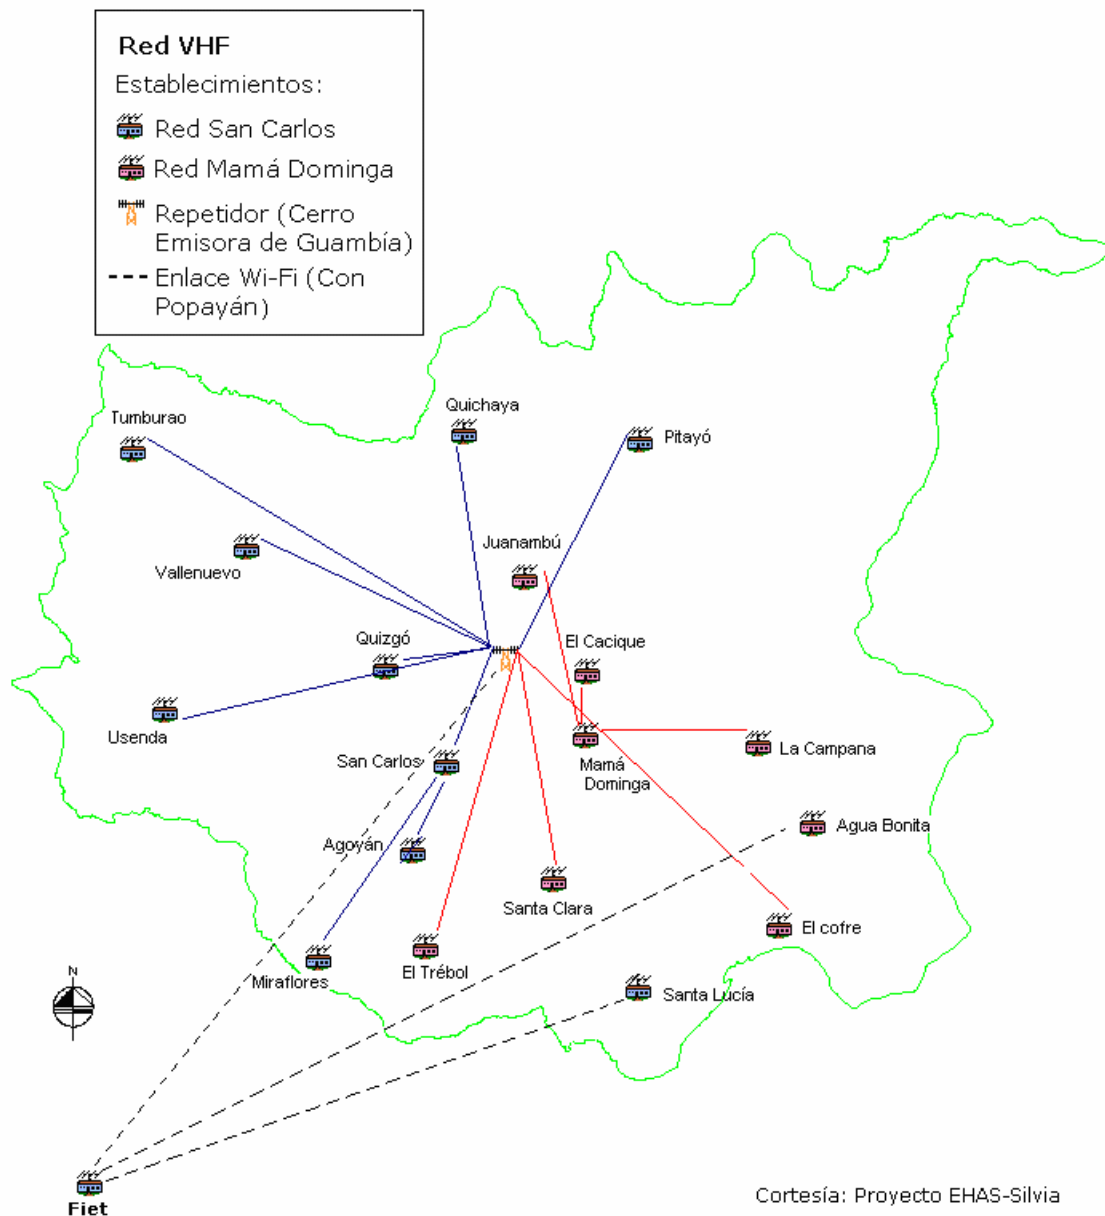 Red VHF
Establecimientos:
Red San Carlos
Red Mamá Dominga
Repetidor (Cerro
Emisora de Guambía)
Enlace Wi-Fi (Con
Popayán)
Tumburao
Quichaya
Pitayó
Juanambú
Vallenuevo
Quizgó
El Cacique
Usenda
San Carlos
Mamá
Dominga
La Campana
Agua Bonita
Agoyán
Santa Clara
El cofre
El Trébol
Miraflores
N
Santa Lucía
Fiet
Cortesía: Proyecto EHAS-Silvia